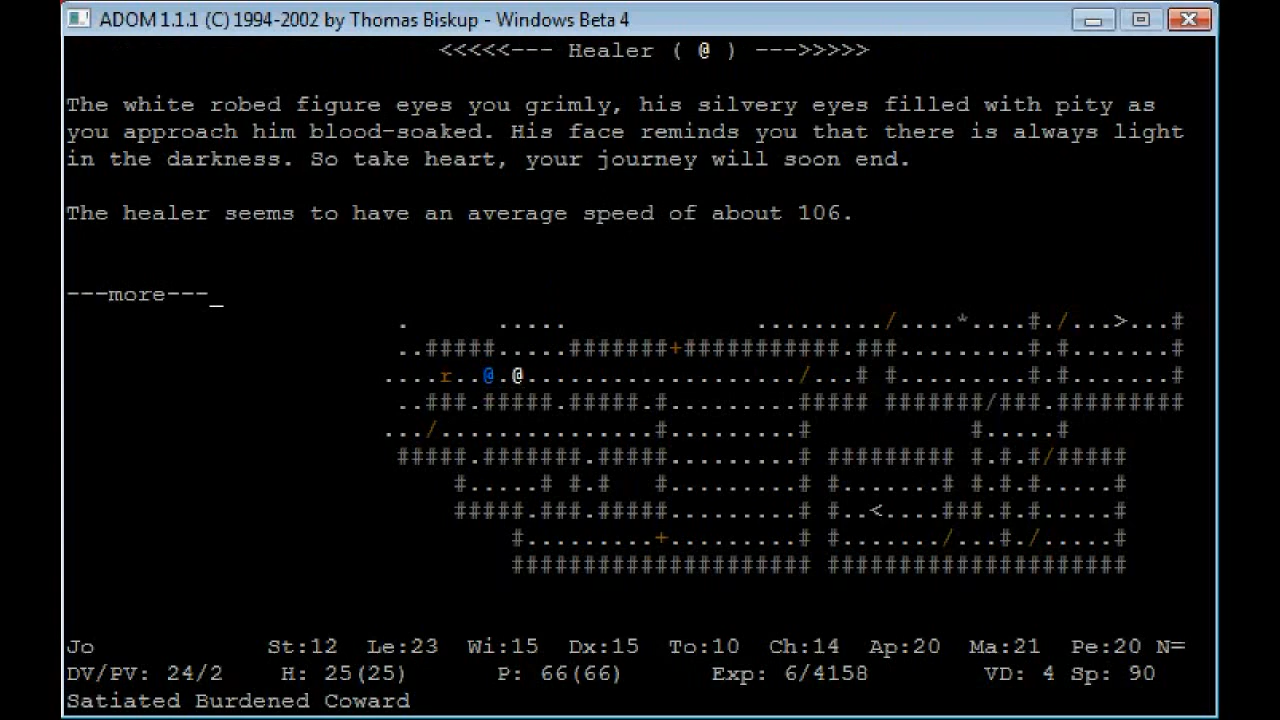 ADOM 1.1.1 (C) 1994-2002 by Thomas Biskup - Windows Beta 4
<<<<<--- Healer ( @ ) --->>>>>
The white robed figure eyes you grimly, his silvery eyes filled with pity as
you approach him blood-soaked. His face reminds you that there is always light
in the darkness. So take heart, your journey will soon end.
The healer seems to have an average speed of about 106.
---more---_
. ..... ........./....*....#./...>...#
..#####.....#######+###########.###.........#.#.......#
....r..@.@.................../...# #.........#.#.......#
..###.#####.#####.#.........##### #######/###.#########
.../...............#.........# #.....#
#####.#######.#####.........# ######### #.#.#/#####
#.....# #.# #.........# #.......# #.#.#.....#
#####.###.#####.........# #..<....###.#.#.....#
#.........+.........# #......./...#./.....#
##################### #####################
Jo St:12 Le:23 Wi:15 Dx:15 To:10 Ch:14 Ap:20 Ma:21 Pe:20 N=
DV/PV: 24/2 H: 25(25) P: 66(66) Exp: 6/4158 VD: 4 Sp: 90
Satiated Burdened Coward